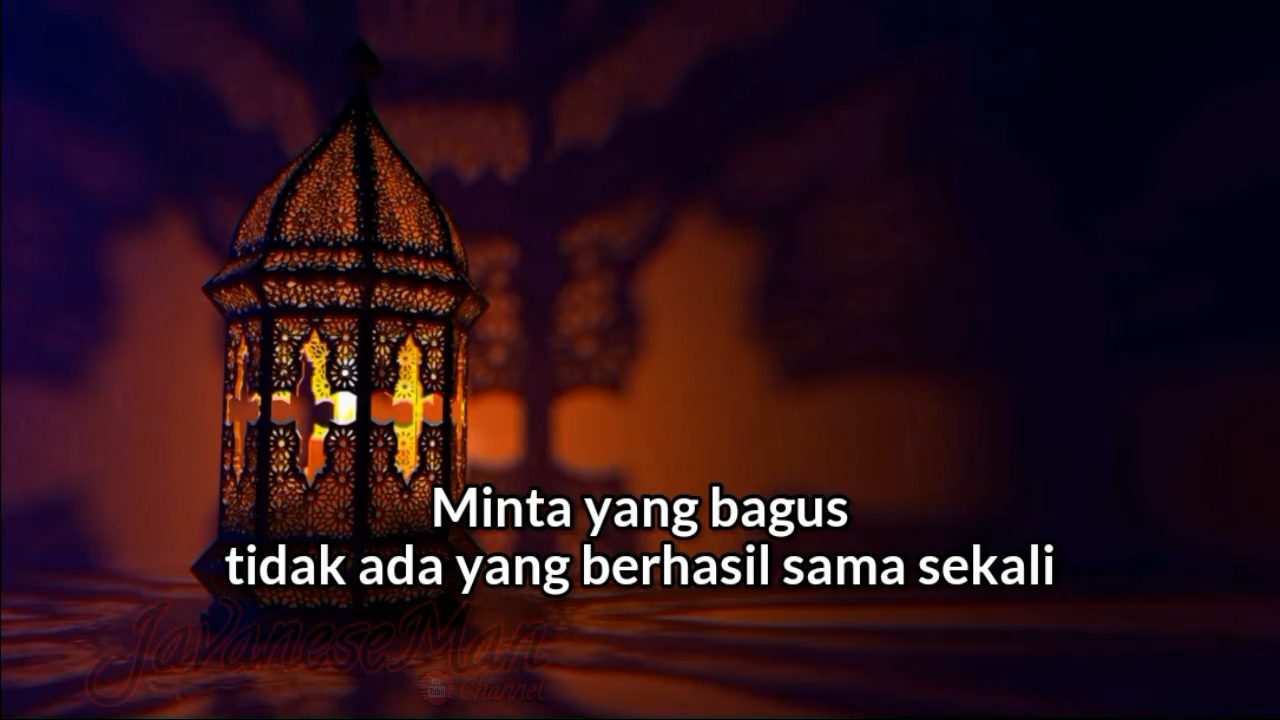 Minta yang bagus
tidak ada yang berhasil sama sekali
JavaneseMan
Channel